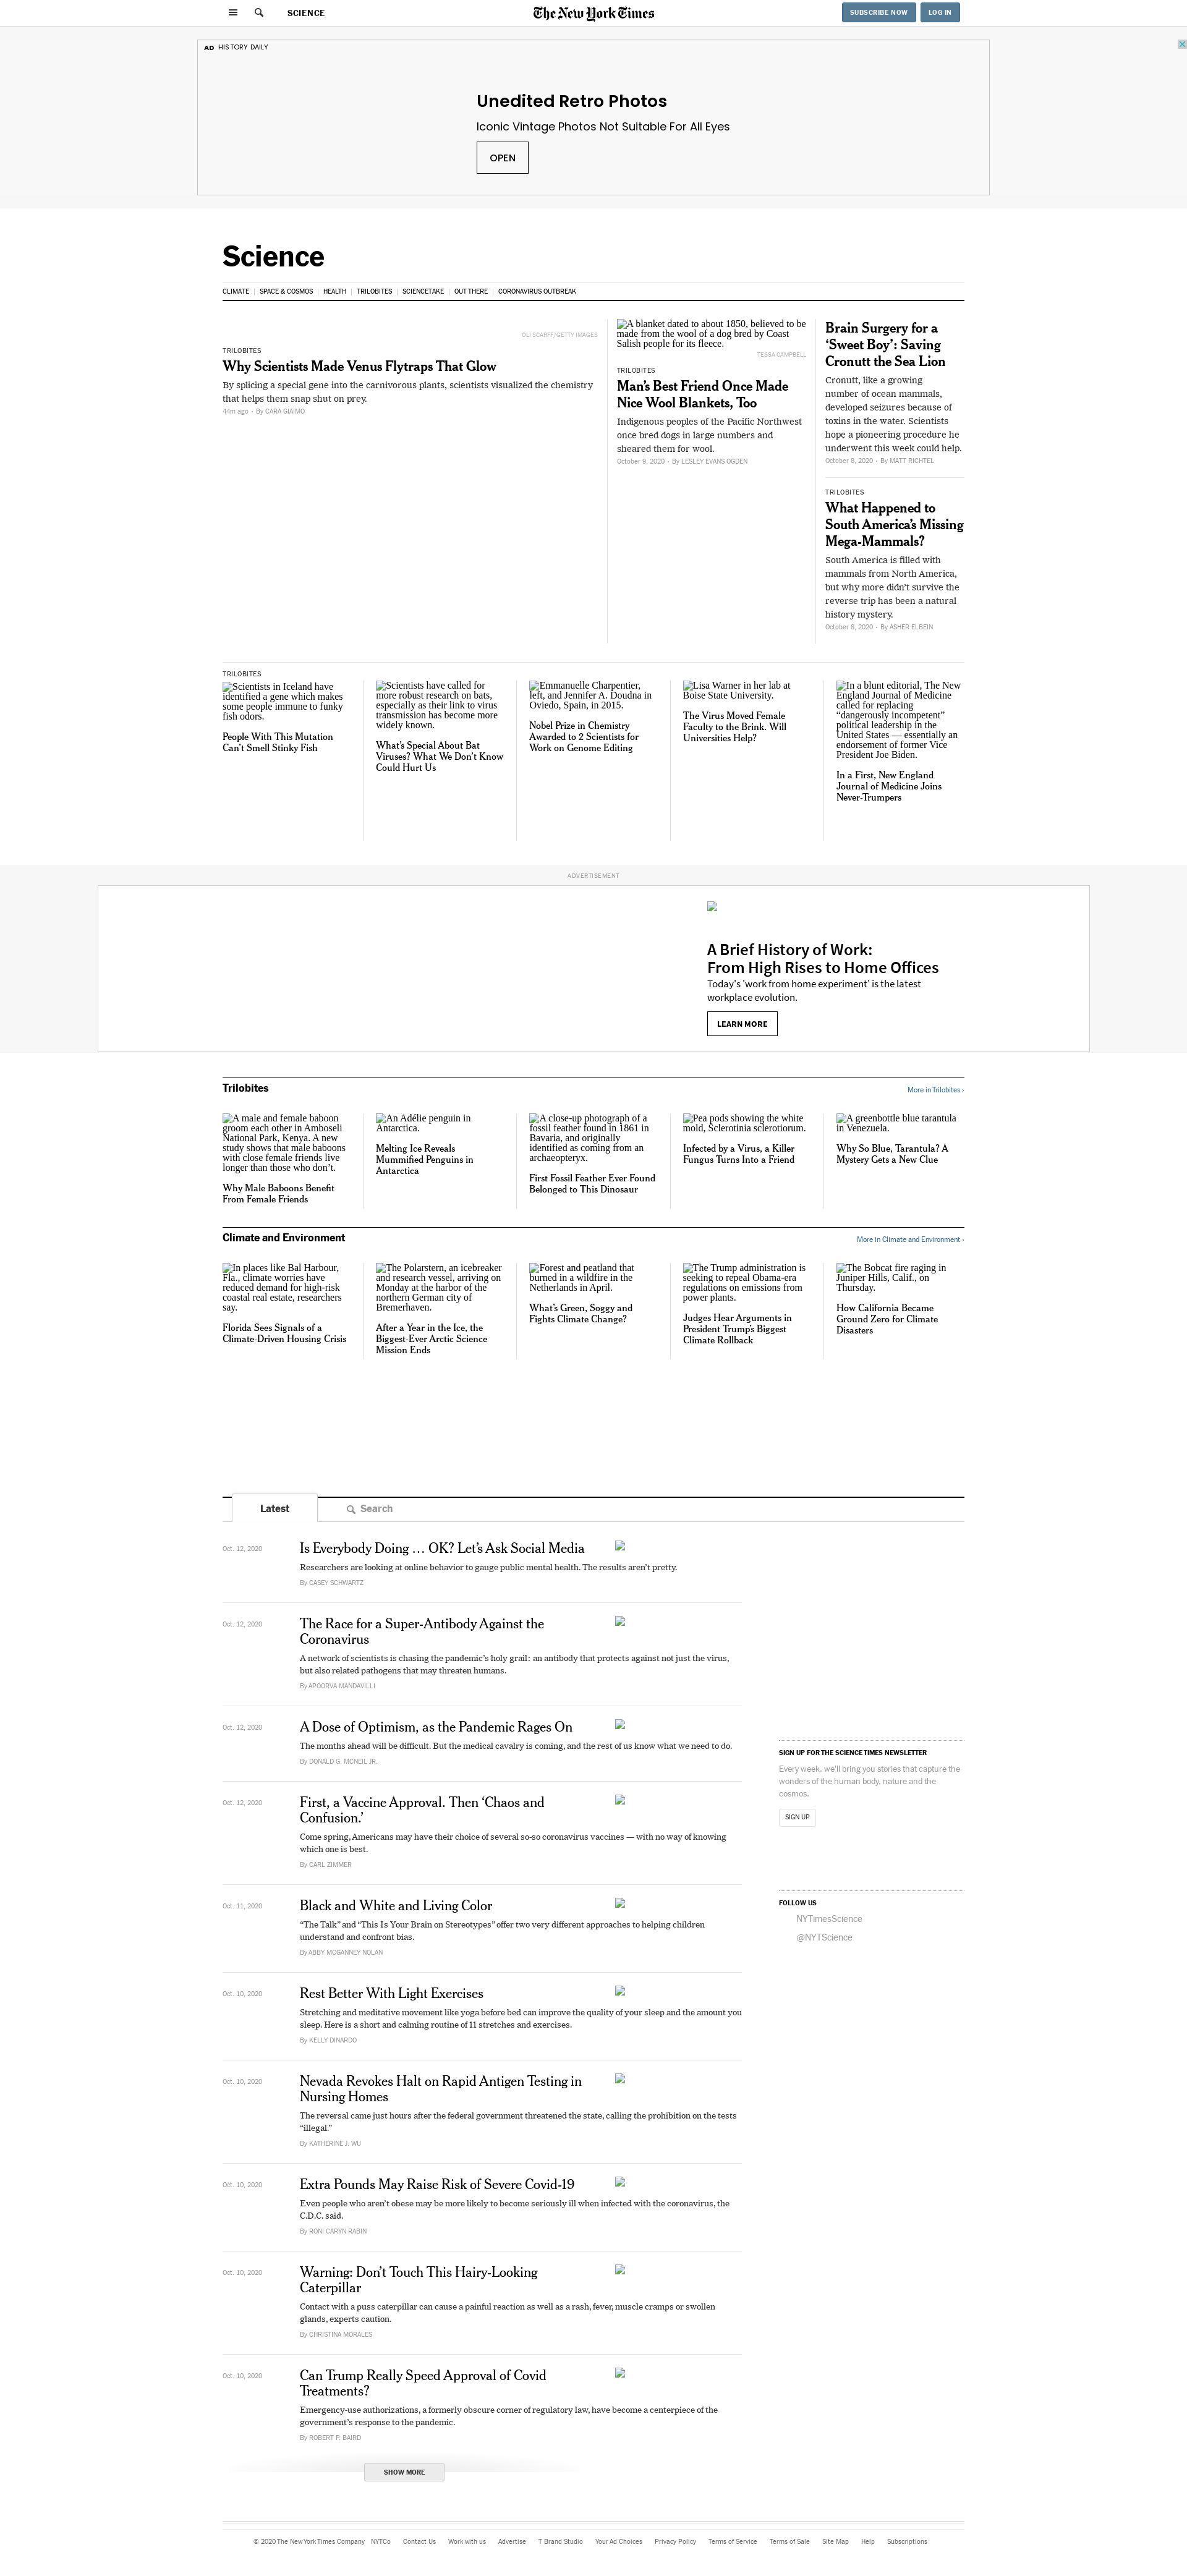 SCIENCE
The New York Times
SUBSCRIBE NOW
LOG IN
AD HISTORY DAILY
Unedited Retro Photos
Iconic Vintage Photos Not Suitable For All Eyes
OPEN
Science
CLIMATE
SPACE & COSMOS
HEALTH
TRILOBITES
SCIENCETAKE
OUT THERE
CORONAVIRUS OUTBREAK
OLI SCARFF/GETTY IMAGES
TRILOBITES
Why Scientists Made Venus Flytraps That Glow
By splicing a special gene into the carnivorous plants, scientists visualized the chemistry
that helps them snap shot on prey.
44m ago • By CARA GIAIMO
A blanket dated to about 1850, believed to be
made from the wool of a dog bred by Coast
Salish people for its fleece.
TESSA CAMPBELL
TRILOBITES
Man’s Best Friend Once Made
Nice Wool Blankets, Too
Indigenous peoples of the Pacific Northwest
once bred dogs in large numbers and
sheared them for wool.
October 9, 2020 • By LESLEY EVANS OGDEN
Brain Surgery for a
‘Sweet Boy’: Saving
Cronutt the Sea Lion
Cronutt, like a growing
number of ocean mammals,
developed seizures because of
toxins in the water. Scientists
hope a pioneering procedure he
underwent this week could help.
October 8, 2020 • By MATT RICHTEL
TRILOBITES
What Happened to
South America’s Missing
Mega-Mammals?
South America is filled with
mammals from North America,
but why more didn’t survive the
reverse trip has been a natural
history mystery.
October 8, 2020 • By ASHER ELBEIN
TRILOBITES
Scientists in Iceland have
identified a gene which makes
some people immune to funky
fish odors.
People With This Mutation
Can’t Smell Stinky Fish
Scientists have called for
more robust research on bats,
especially as their link to virus
transmission has become more
widely known.
What’s Special About Bat
Viruses? What We Don’t Know
Could Hurt Us
Emmanuelle Charpentier,
left, and Jennifer A. Doudna in
Oviedo, Spain, in 2015.
Nobel Prize in Chemistry
Awarded to 2 Scientists for
Work on Genome Editing
Lisa Warner in her lab at
Boise State University.
The Virus Moved Female
Faculty to the Brink. Will
Universities Help?
In a blunt editorial, The New
England Journal of Medicine
called for replacing
“dangerously incompetent”
political leadership in the
United States — essentially an
endorsement of former Vice
President Joe Biden.
In a First, New England
Journal of Medicine Joins
Never-Trumpers
ADVERTISEMENT
A Brief History of Work:
From High Rises to Home Offices
Today's 'work from home experiment' is the latest
workplace evolution.
LEARN MORE
Trilobites
More in Trilobites ›
A male and female baboon
groom each other in Amboseli
National Park, Kenya. A new
study shows that male baboons
with close female friends live
longer than those who don’t.
Why Male Baboons Benefit
From Female Friends
An Adélie penguin in
Antarctica.
Melting Ice Reveals
Mummified Penguins in
Antarctica
A close-up photograph of a
fossil feather found in 1861 in
Bavaria, and originally
identified as coming from an
archaeopteryx.
First Fossil Feather Ever Found
Belonged to This Dinosaur
Pea pods showing the white
mold, Sclerotinia sclerotiorum.
Infected by a Virus, a Killer
Fungus Turns Into a Friend
A greenbottle blue tarantula
in Venezuela.
Why So Blue, Tarantula? A
Mystery Gets a New Clue
Climate and Environment
More in Climate and Environment ›
In places like Bal Harbour,
Fla., climate worries have
reduced demand for high-risk
coastal real estate, researchers
say.
Florida Sees Signals of a
Climate-Driven Housing Crisis
The Polarstern, an icebreaker
and research vessel, arriving on
Monday at the harbor of the
northern German city of
Bremerhaven.
After a Year in the Ice, the
Biggest-Ever Arctic Science
Mission Ends
Forest and peatland that
burned in a wildfire in the
Netherlands in April.
What’s Green, Soggy and
Fights Climate Change?
The Trump administration is
seeking to repeal Obama-era
regulations on emissions from
power plants.
Judges Hear Arguments in
President Trump’s Biggest
Climate Rollback
The Bobcat fire raging in
Juniper Hills, Calif., on
Thursday.
How California Became
Ground Zero for Climate
Disasters
Latest
Search
Oct. 12, 2020
Is Everybody Doing … OK? Let’s Ask Social Media
Researchers are looking at online behavior to gauge public mental health. The results aren’t pretty.
By CASEY SCHWARTZ
Oct. 12, 2020
The Race for a Super-Antibody Against the
Coronavirus
A network of scientists is chasing the pandemic’s holy grail: an antibody that protects against not just the virus,
but also related pathogens that may threaten humans.
By APOORVA MANDAVILLI
Oct. 12, 2020
A Dose of Optimism, as the Pandemic Rages On
The months ahead will be difficult. But the medical cavalry is coming, and the rest of us know what we need to do.
By DONALD G. MCNEIL JR.
Oct. 12, 2020
First, a Vaccine Approval. Then ‘Chaos and
Confusion.’
Come spring, Americans may have their choice of several so-so coronavirus vaccines — with no way of knowing
which one is best.
By CARL ZIMMER
Oct. 11, 2020
Black and White and Living Color
“The Talk” and “This Is Your Brain on Stereotypes” offer two very different approaches to helping children
understand and confront bias.
By ABBY MCGANNEY NOLAN
Oct. 10, 2020
Rest Better With Light Exercises
Stretching and meditative movement like yoga before bed can improve the quality of your sleep and the amount you
sleep. Here is a short and calming routine of 11 stretches and exercises.
By KELLY DINARDO
Oct. 10, 2020
Nevada Revokes Halt on Rapid Antigen Testing in
Nursing Homes
The reversal came just hours after the federal government threatened the state, calling the prohibition on the tests
“illegal.”
By KATHERINE J. WU
Oct. 10, 2020
Extra Pounds May Raise Risk of Severe Covid-19
Even people who aren’t obese may be more likely to become seriously ill when infected with the coronavirus, the
C.D.C. said.
By RONI CARYN RABIN
Oct. 10, 2020
Warning: Don’t Touch This Hairy-Looking
Caterpillar
Contact with a puss caterpillar can cause a painful reaction as well as a rash, fever, muscle cramps or swollen
glands, experts caution.
By CHRISTINA MORALES
Oct. 10, 2020
Can Trump Really Speed Approval of Covid
Treatments?
Emergency-use authorizations, a formerly obscure corner of regulatory law, have become a centerpiece of the
government’s response to the pandemic.
By ROBERT P. BAIRD
SHOW MORE
SIGN UP FOR THE SCIENCE TIMES NEWSLETTER
Every week, we'll bring you stories that capture the
wonders of the human body, nature and the
cosmos.
SIGN UP
FOLLOW US
NYTimesScience
@NYTScience
© 2020 The New York Times Company
NYTCo
Contact Us
Work with us
Advertise
T Brand Studio
Your Ad Choices
Privacy Policy
Terms of Service
Terms of Sale
Site Map
Help
Subscriptions